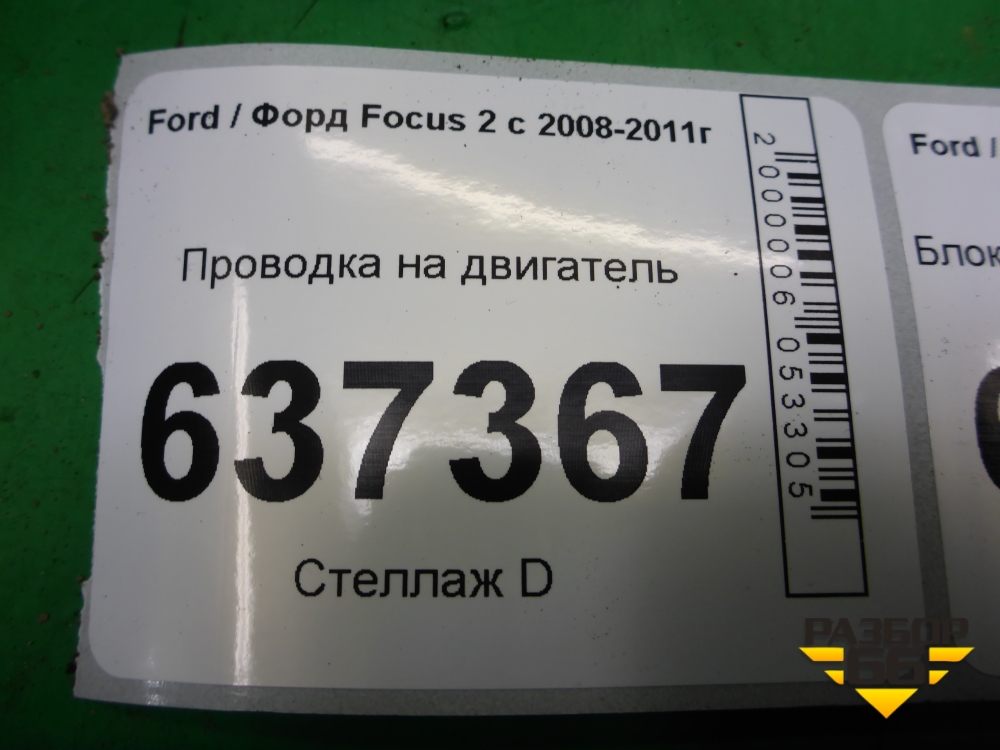 Ford / Форд Focus 2 с 2008-2011г
Проводка на двигатель
637367
Стеллаж D
2000006053305
Ford /
Блок
РАЗБОР
66